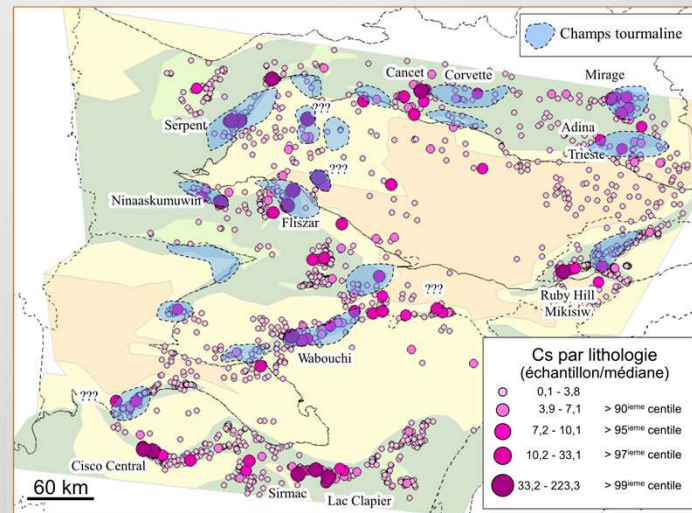 Champs tourmaline
Cancet
Corvette
Mirage
???
Serpent
Adina
Trieste
???
Ninaaskumuwin
Fliszar
???
Ruby Hill
Mikisiw
Wabouchi
???
Cisco Central
Sirmac
Lac Clapier
60 km
Cs par lithologie
(échantillon/médiane)
0,1 - 3,8
3,9 - 7,1 > 90ieme centile
7,2 - 10,1 > 95ieme centile
10,2 - 33,1 > 97ieme centile
33,2 - 223,3 > 99ieme centile